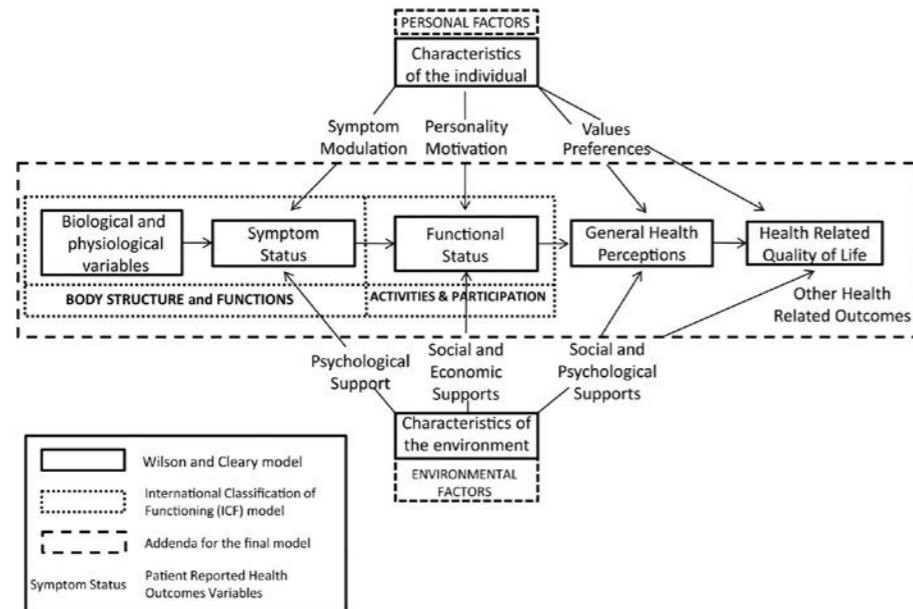 PERSONAL FACTORS
Characteristics
of the individual
Symptom
Modulation
Personality
Motivation
Values
Preferences
Biological and
physiological
variables
Symptom
Status
Functional
Status
General Health
Perceptions
Health Related
Quality of Life
BODY STRUCTURE and FUNCTIONS
ACTIVITIES & PARTICIPATION
Other Health
Related Outcomes
Psychological
Support
Social and
Economic
Supports
Social and
Psychological
Supports
Characteristics of
the environment
ENVIRONMENTAL
FACTORS
Wilson and Cleary model
International Classification of
Functioning (ICF) model
Addenda for the final model
Symptom Status
Patient Reported Health
Outcomes Variables